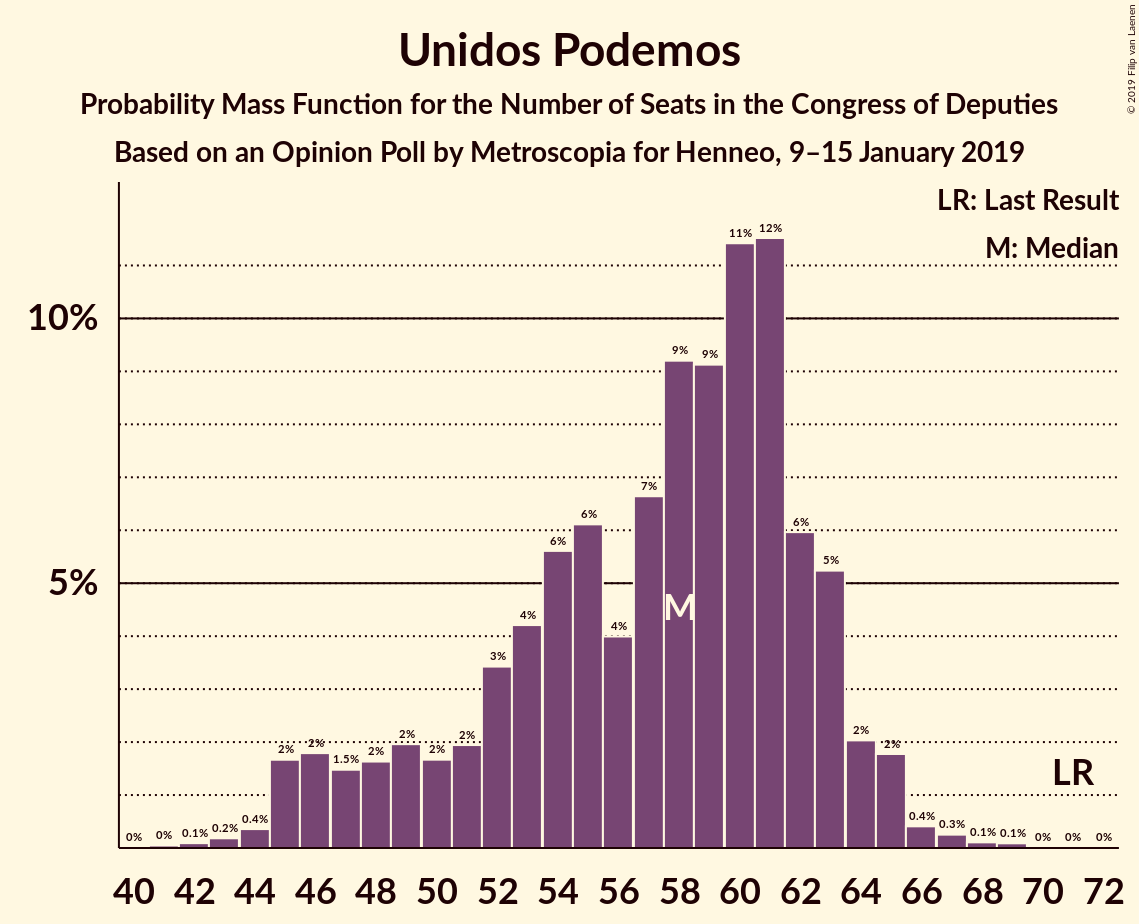 Unidos Podemos
Probability Mass Function for the Number of Seats in the Congress of Deputies
Based on an Opinion Poll by Metroscopia for Henneo, 9–15 January 2019
© 2019 Filip van Laenen
LR: Last Result
M: Median
10%
5%
0% 0% 0.1% 0.2% 0.4% 2% 2% 1.5% 2% 2% 2% 2% 3% 4% 6% 6% 4% 7% 9% 9% 11% 12% 6% 5% 2% 2% 0.4% 0.3% 0.1% 0.1% 0% 0% 0%
M
LR
40 42 44 46 48 50 52 54 56 58 60 62 64 66 68 70 72